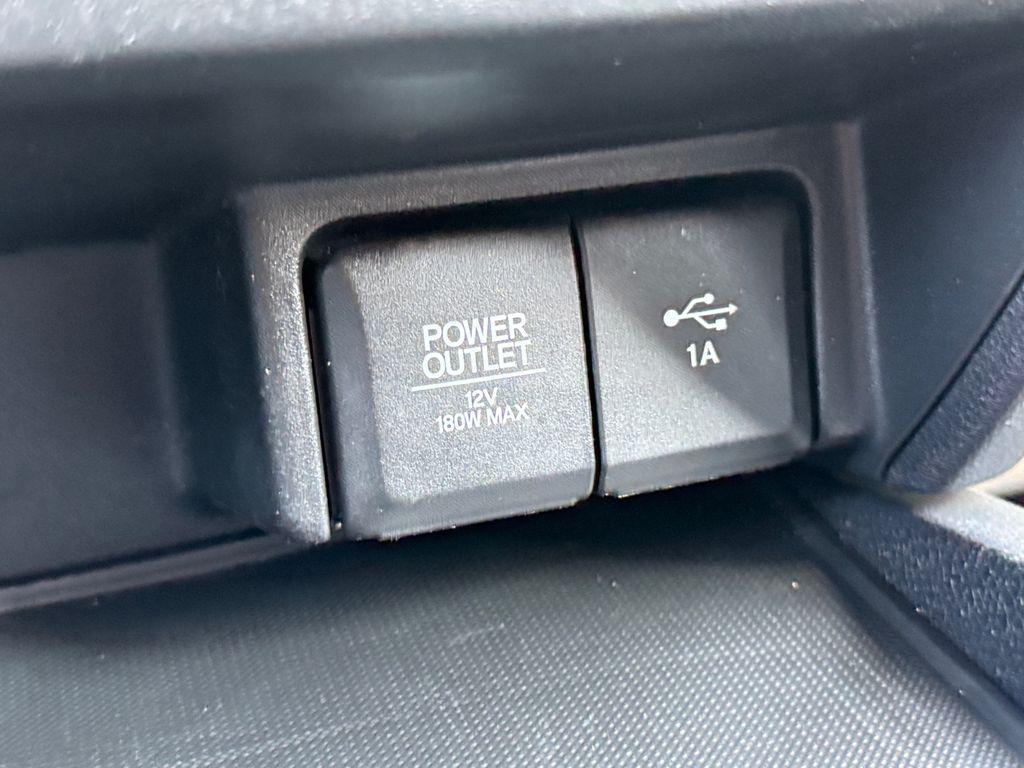 POWER
OUTLET
12V
180W MAX
1A